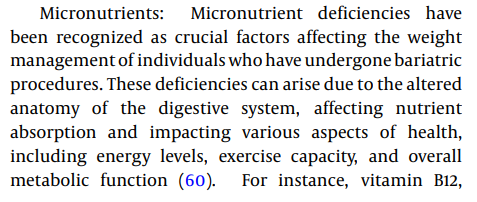 Micronutrients: Micronutrient deficiencies have
been recognized as crucial factors affecting the weight
management of individuals who have undergone bariatric
procedures. These deficiencies can arise due to the altered
anatomy of the digestive system, affecting nutrient
absorption and impacting various aspects of health,
including energy levels, exercise capacity, and overall
metabolic function (60). For instance, vitamin B12,